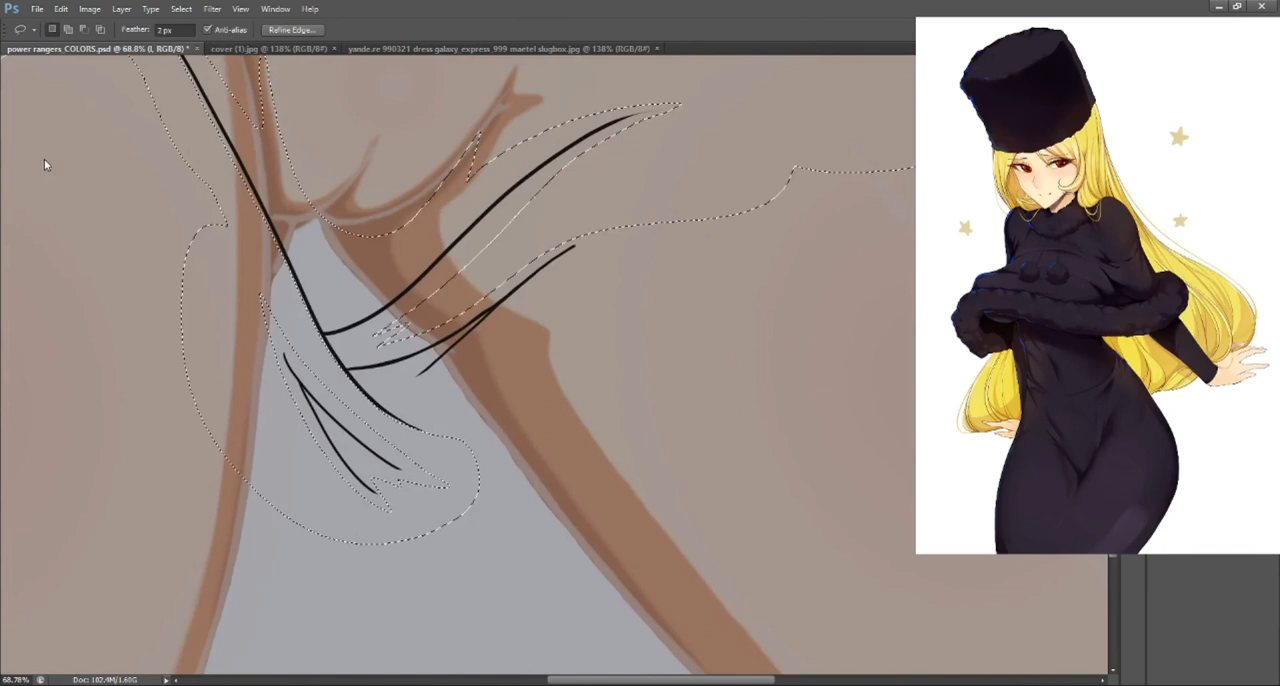 Ps File Edit Image Layer Type Select Filter View Window Help
Feather: 2 px Anti-alias Refine Edge...
power rangers_COLORS.psd @ 68.8% (l, RGB/8) * × cover (1).jpg @ 138% (RGB/8#) × yande.re 990321 dress galaxy_express_999 maetel slugbox.jpg @ 138% (RGB/8#) ×
68.78% Doc: 102.4M/1.60G